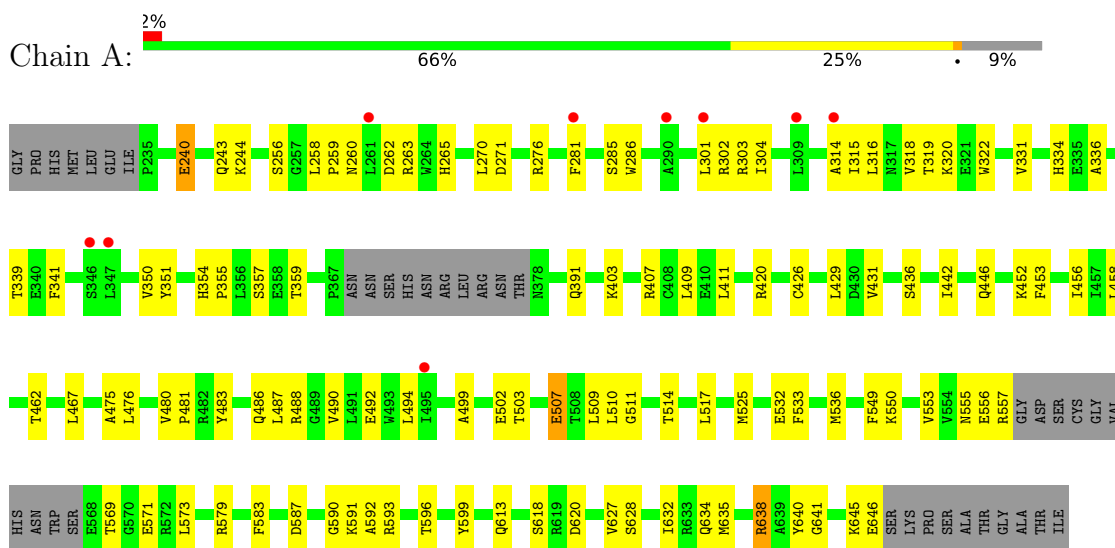 2%
Chain A:
66% 25% • 9%
GLY PRO HIS MET LEU GLU ILE P235 E240 Q243 K244 S256 G257 L258 P259 N260 L261 D262 R263 W264 H265 L270 D271 R276 F281 S285 W286 A290 L301 R302 R303 I304 L309 A314 I315 L316 N317 V318 T319 K320 E321 W322 V331 H334 E335 A336
T339 E340 F341 S346 L347 V350 Y351 H354 P355 L356 S357 E358 T359 P367 ASN ASN SER HIS ASN ARG LEU ARG ASN THR N378 Q391 K403 R407 C408 L409 E410 L411 R420 C426 L429 D430 V431 S436 I442 Q446 K452 F453 I456 I457 L458
T462 L467 A475 L476 V480 P481 R482 Y483 Q486 L487 R488 G489 V490 L491 E492 W493 L494 I495 A499 E502 T503 E507 T508 L509 L510 G511 T514 L517 M525 E532 F533 M536 F549 K550 V553 V554 N555 E556 R557 GLY ASP SER CYS GLY VAL
HIS ASN TRP SER E568 T569 G570 E571 R572 L573 R579 F583 D587 G590 K591 A592 R593 T596 Y599 Q613 S618 R619 D620 V627 S628 I632 R633 Q634 M635 R638 A639 Y640 G641 K645 E646 SER LYS PRO SER ALA THR GLY ALA THR ILE